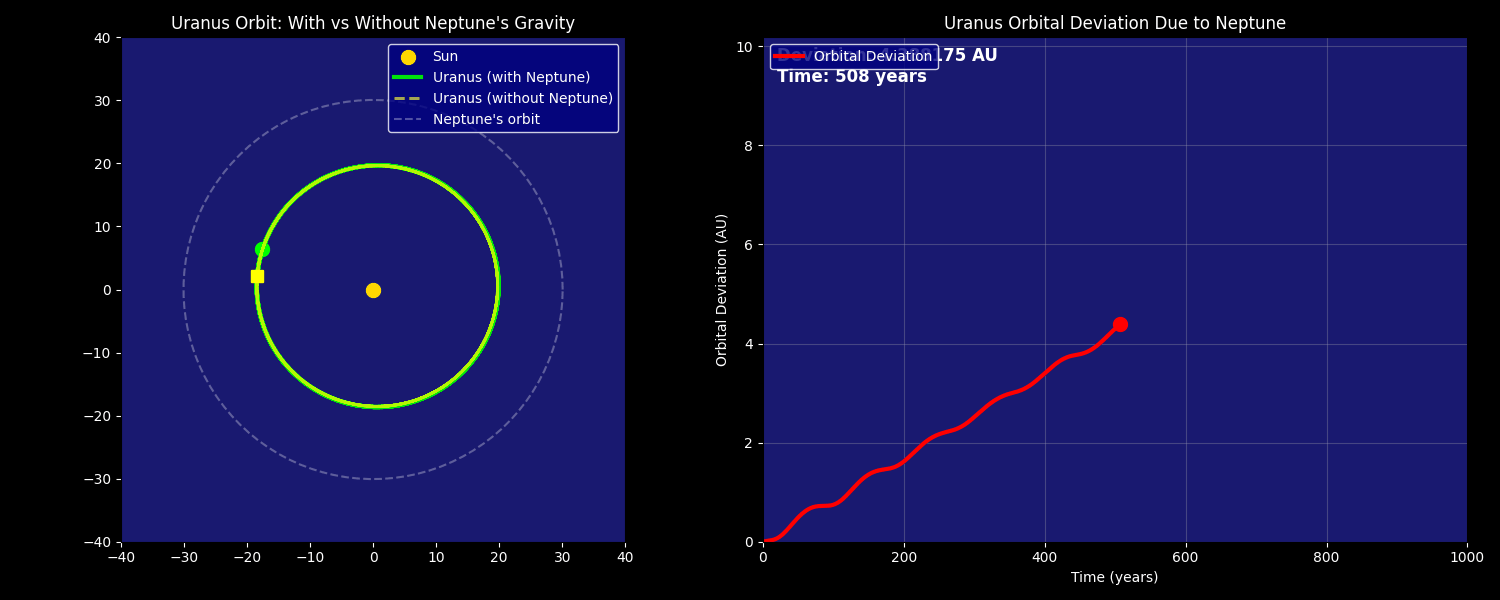 Uranus Orbit: With vs Without Neptune's Gravity
40
30
20
10
0
−10
−20
−30
−40
−40
−30
−20
−10
0
10
20
30
40
Sun
Uranus (with Neptune)
Uranus (without Neptune)
Neptune's orbit
Uranus Orbital Deviation Due to Neptune
Orbital Deviation (AU)
10
8
6
4
2
0
0
200
400
600
800
1000
Time (years)
Orbital Deviation
Deviation: AU
Time: 508 years